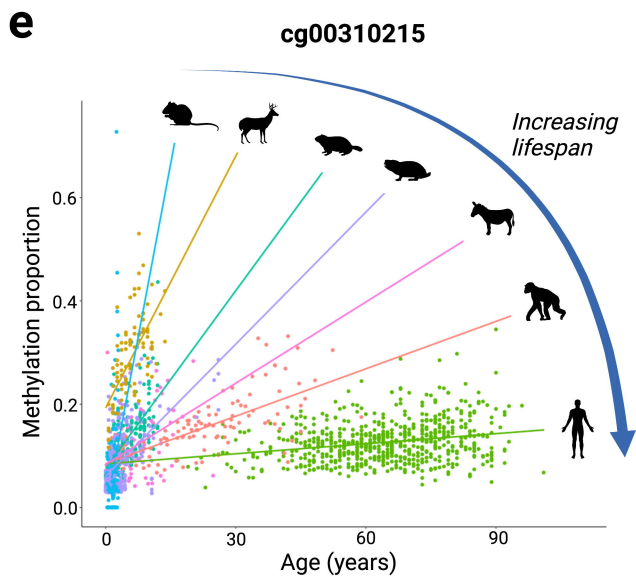 e
cg00310215
Increasing
lifespan
Methylation proportion
0.6
0.4
0.2
0.0
0
30
60
90
Age (years)